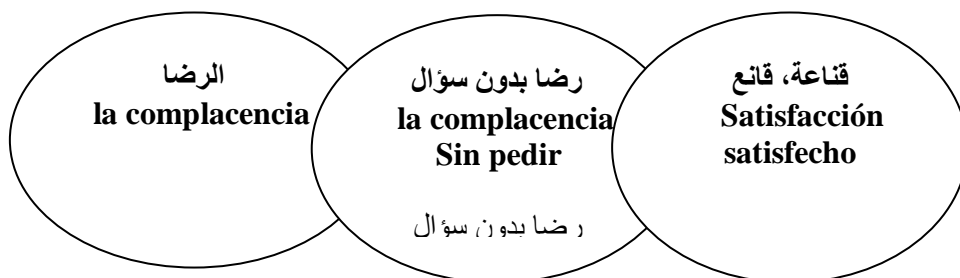 الرضا
la complacencia
رضا بدون سؤال
la complacencia
Sin pedir
رضا بدون سؤال
قناعة، قانع
Satisfacción
satisfecho